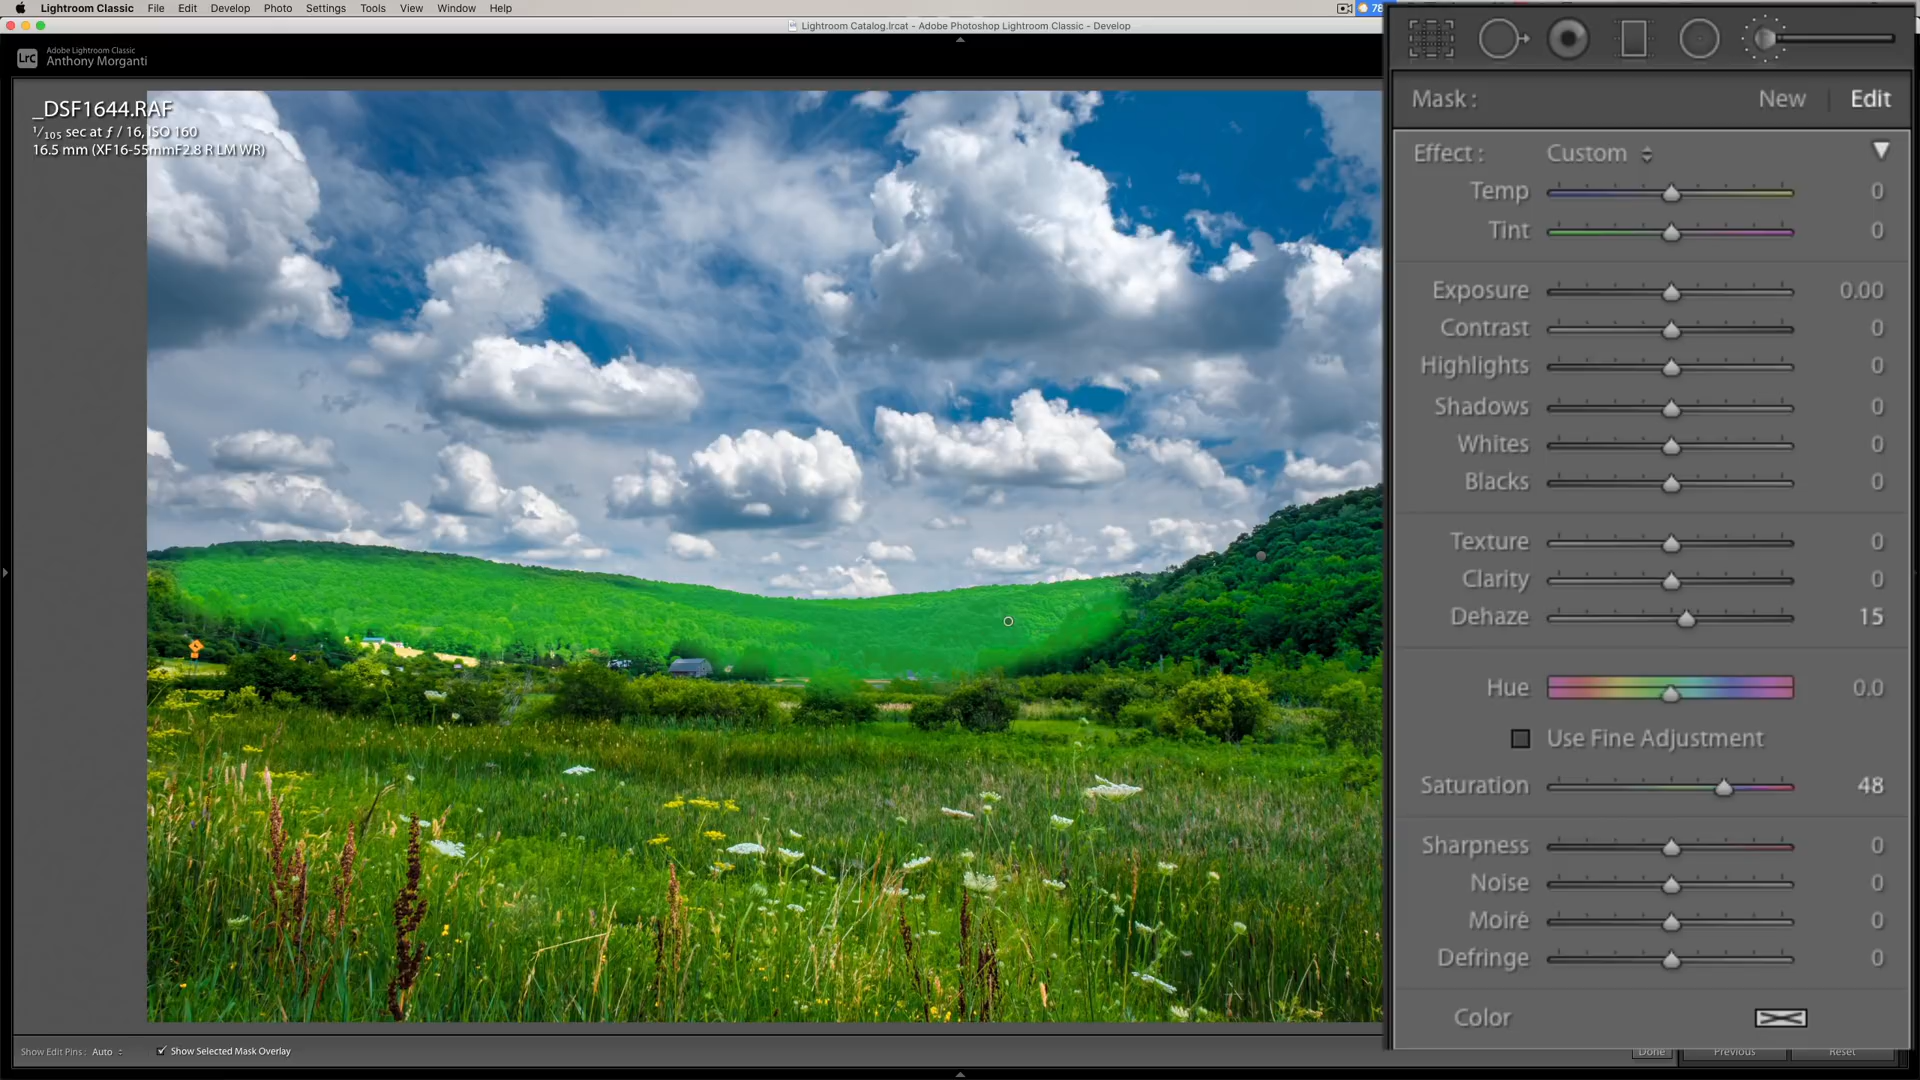 Lightroom Classic File Edit Develop Photo Settings Tools View Window Help
78
Lightroom Catalog.lrcat - Adobe Photoshop Lightroom Classic - Develop
LrC
Adobe Lightroom Classic
Anthony Morganti
_DSF1644.RAF
1/105 sec at ƒ / 16, ISO 160
16.5 mm (XF16-55mmF2.8 R LM WR)
Mask : New Edit
Effect : Custom
Temp 0
Tint 0
Exposure 0.00
Contrast 0
Highlights 0
Shadows 0
Whites 0
Blacks 0
Texture 0
Clarity 0
Dehaze 15
Hue 0.0
Use Fine Adjustment
Saturation 48
Sharpness 0
Noise 0
Moiré 0
Defringe 0
Color
Show Edit Pins : Auto Show Selected Mask Overlay Done Previous Reset